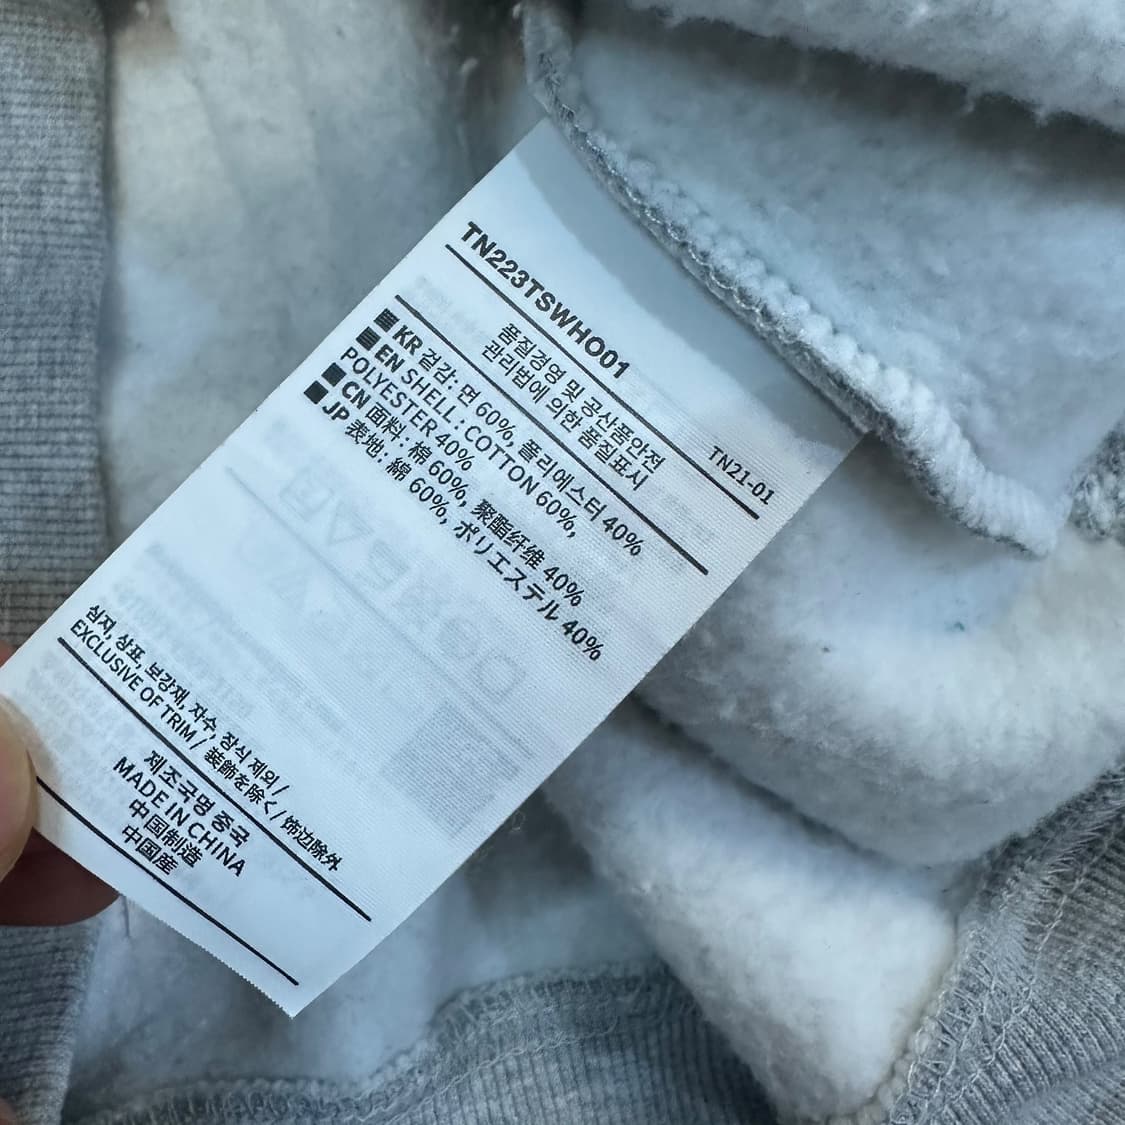 TN223TSWHO01
TN21-01
품질경영 및 공산품안전
관리법에 의한 품질표시
KR 겉감: 면 60%, 폴리에스터 40%
EN SHELL : COTTON 60%,
POLYESTER 40%
CN 面料: 棉 60%, 聚酯纤维 40%
JP 表地: 綿 60%, ポリエステル 40%
심지, 상표, 보강재, 자수, 장식 제외/
EXCLUSIVE OF TRIM/ 装飾を除く/ 饰边除外
제조국명 중국
MADE IN CHINA
中国制造
中国産